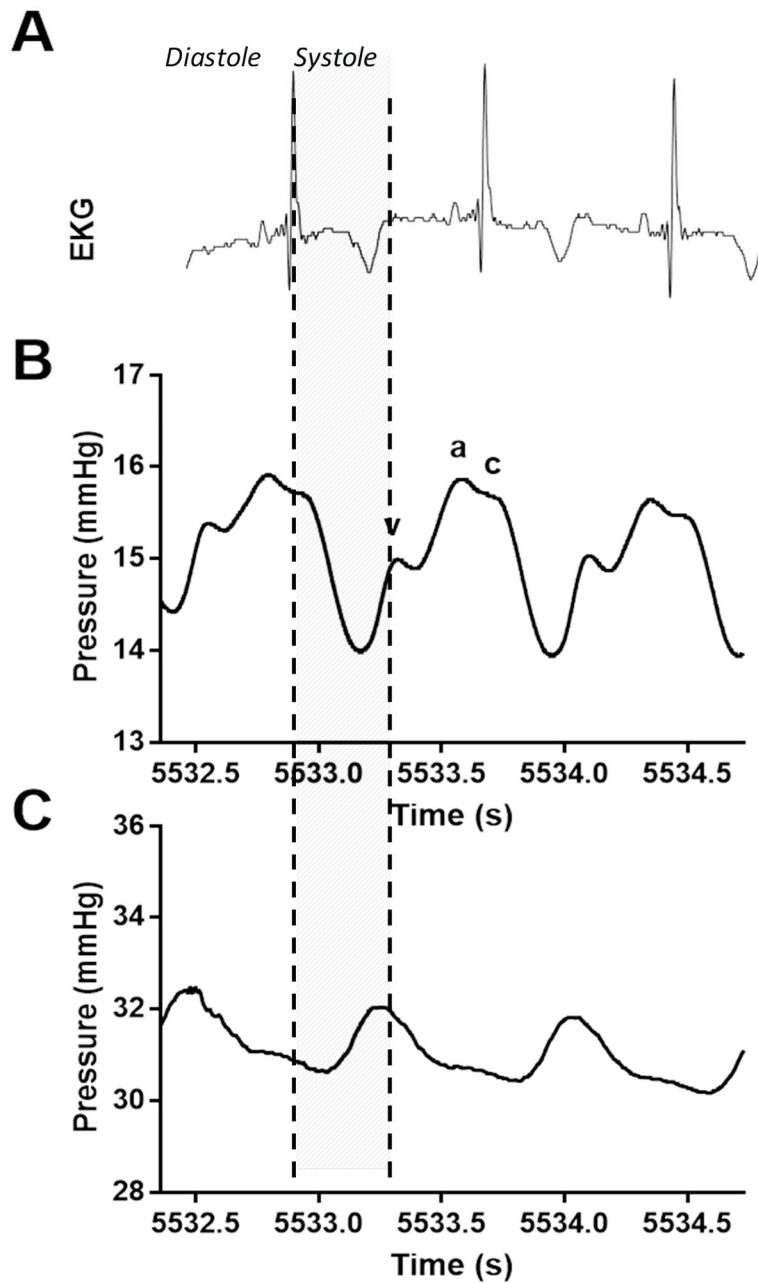 A
Diastole Systole
EKG
B
Pressure (mmHg)
17
16
15
14
13
a
c
v
5532.5 5533.0 5533.5 5534.0 5534.5
Time (s)
C
Pressure (mmHg)
36
34
32
30
28
5532.5 5533.0 5533.5 5534.0 5534.5
Time (s)